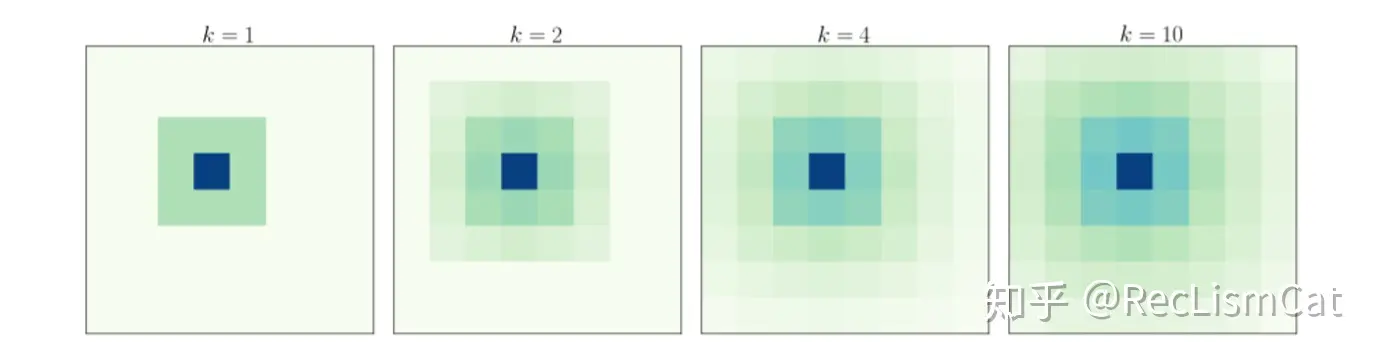 k = 1
k = 2
k = 4
k = 10
知乎 @RecLismCat